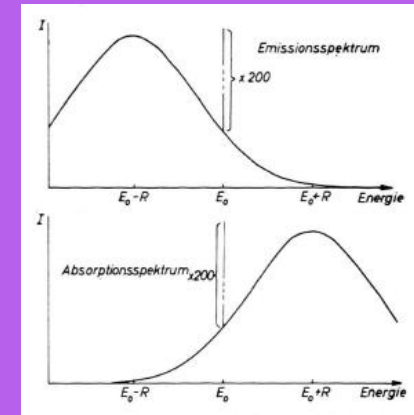 I
Emissionsspektrum
x 200
E₀-R
E₀
E₀+R
Energie
I
Absorptionsspektrum x200
E₀-R
E₀
E₀+R
Energie